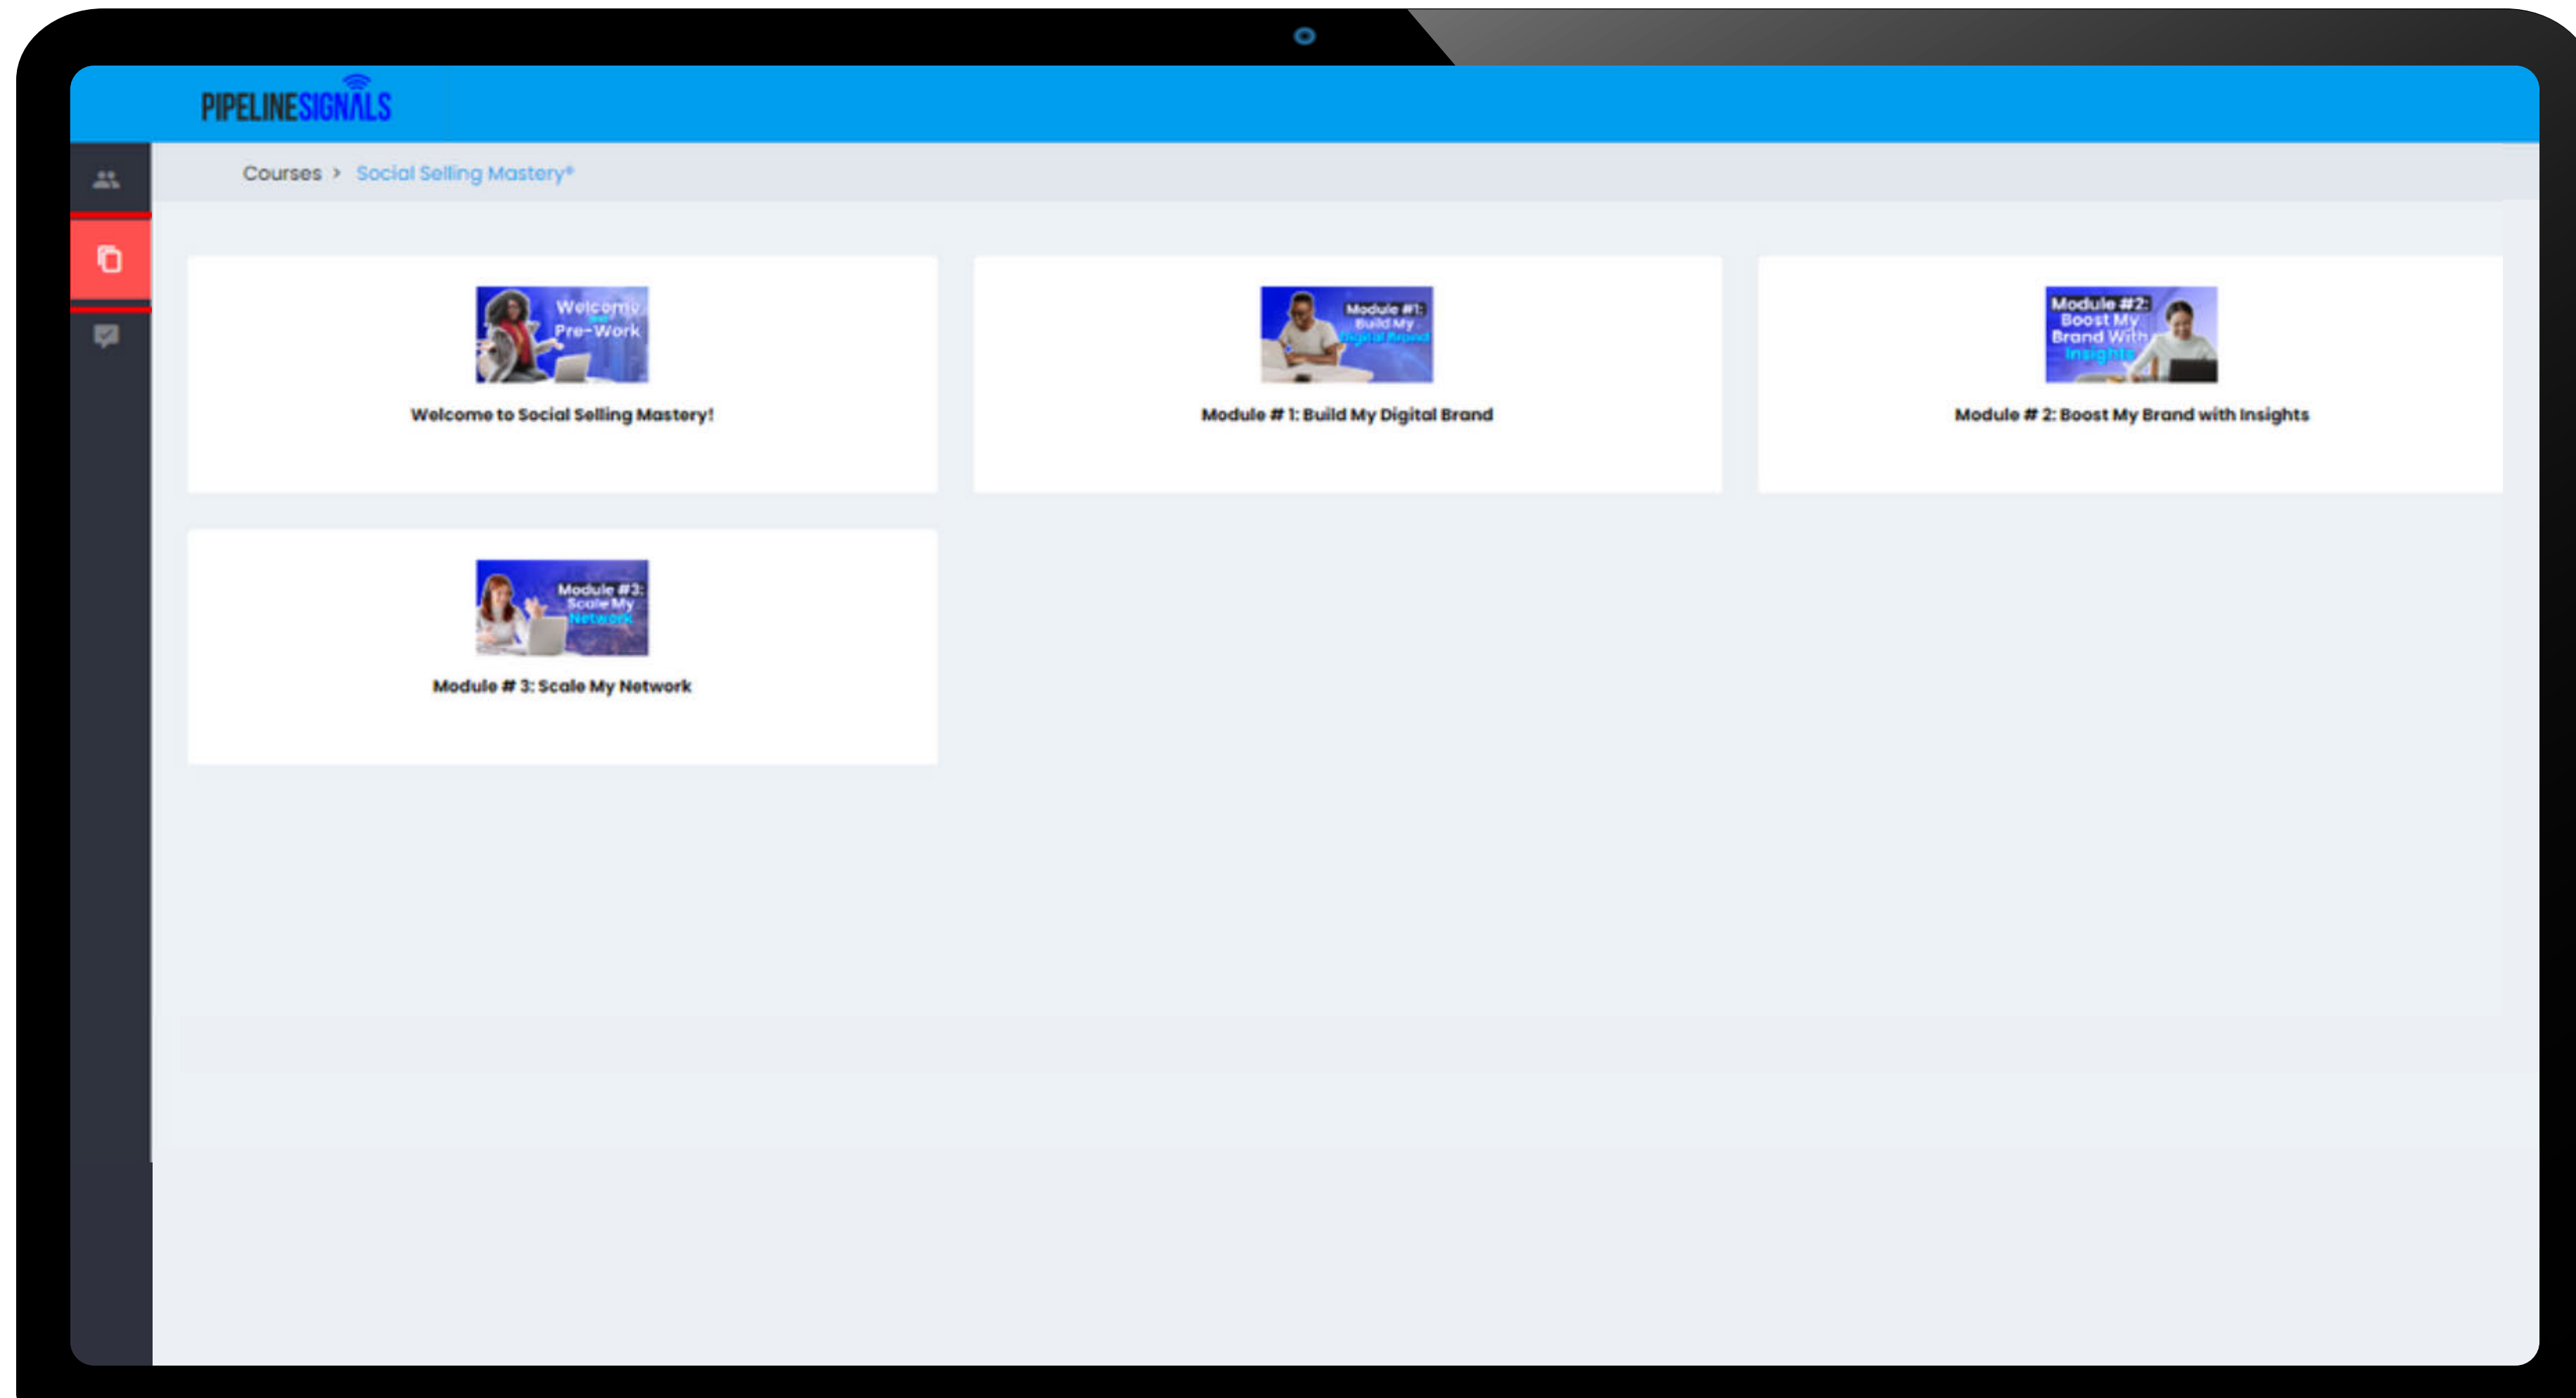 PIPELINESIGNALS
Courses > Social Selling Mastery®
Welcome
Pre-Work
Welcome to Social Selling Mastery!
Module #1:
Build My
Digital Brand
Module # 1: Build My Digital Brand
Module #2:
Boost My
Brand With
Insights
Module # 2: Boost My Brand with Insights
Module #3:
Scale My
Network
Module # 3: Scale My Network